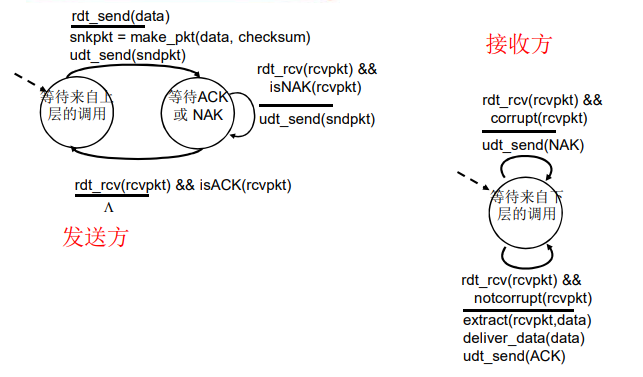 rdt_send(data)
snkpkt = make_pkt(data, checksum)
udt_send(sndpkt)
等待来自上
层的调用
等待ACK
或 NAK
rdt_rcv(rcvpkt) &&
isNAK(rcvpkt)
udt_send(sndpkt)
rdt_rcv(rcvpkt) && isACK(rcvpkt)
Λ
发送方
接收方
rdt_rcv(rcvpkt) &&
corrupt(rcvpkt)
udt_send(NAK)
等待来自下
层的调用
rdt_rcv(rcvpkt) &&
notcorrupt(rcvpkt)
extract(rcvpkt,data)
deliver_data(data)
udt_send(ACK)